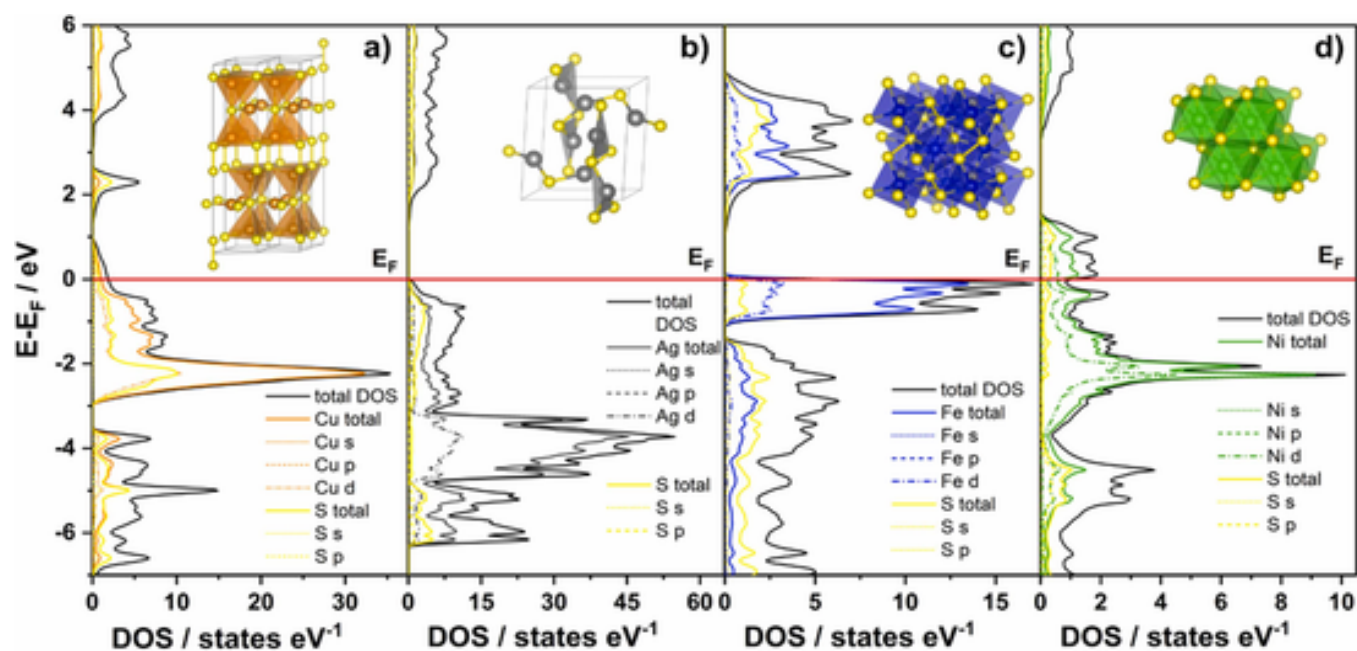 a)
b)
c)
d)
6
4
2
0
-2
-4
-6
E-E_F / eV
E_F
total DOS
Cu total
Cu s
Cu p
Cu d
S total
S s
S p
0
10
20
30
DOS / states eV⁻¹
total
DOS
Ag total
Ag s
Ag p
Ag d
S total
S s
S p
E_F
0
15
30
45
60
DOS / states eV⁻¹
E_F
total DOS
Fe total
Fe s
Fe p
Fe d
S total
S s
S p
0
5
10
15
DOS / states eV⁻¹
E_F
total DOS
Ni total
Ni s
Ni p
Ni d
S total
S s
S p
0
2
4
6
8
10
DOS / states eV⁻¹